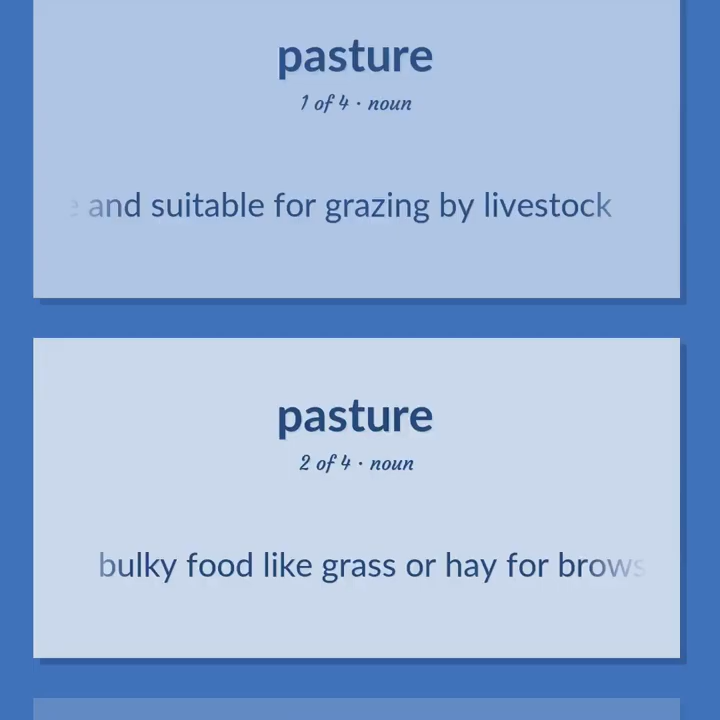 pasture
1 of 4 · noun
and suitable for grazing by livestock
pasture
2 of 4 · noun
bulky food like grass or hay for